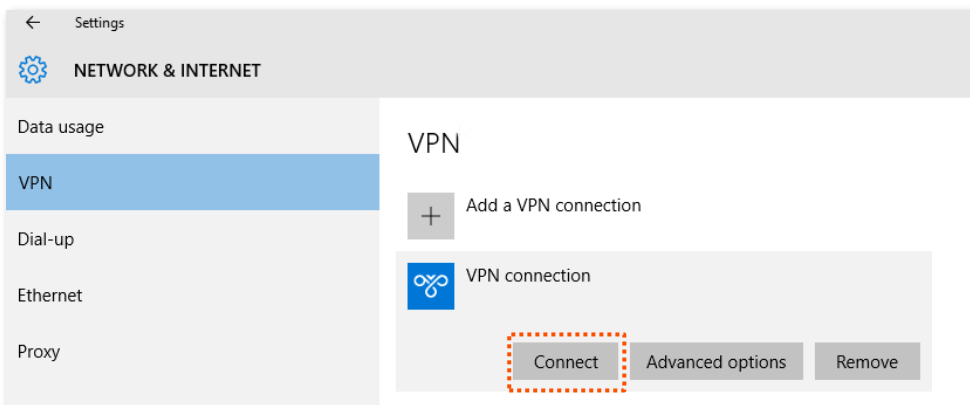 Settings
NETWORK & INTERNET
Data usage
VPN
Dial-up
Ethernet
Proxy
VPN
Add a VPN connection
VPN connection
Connect Advanced options Remove